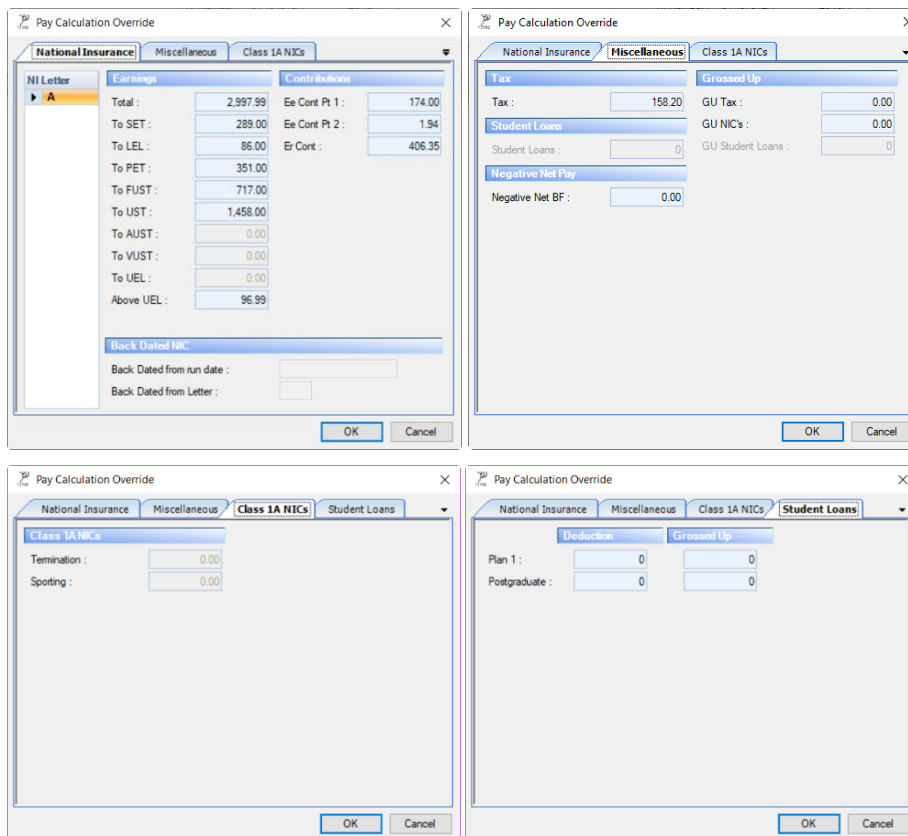 Pay Calculation Override
National Insurance Miscellaneous Class 1A NICs
NI Letter
A
Earnings Contributions
Total : 2,997.99 Ee Cont Pt 1 : 174.00
To SET : 289.00 Ee Cont Pt 2 : 1.94
To LEL : 86.00 Er Cont : 406.35
To PET : 351.00
To FUST : 717.00
To UST : 1,458.00
To AUST : 0.00
To VUST : 0.00
To UEL : 0.00
Above UEL : 96.99
Back Dated NIC
Back Dated from run date :
Back Dated from Letter :
OK Cancel
Pay Calculation Override
National Insurance Miscellaneous Class 1A NICs
Tax Grossed Up
Tax : 158.20 GU Tax : 0.00
Student Loans GU NIC's : 0.00
Student Loans : 0 GU Student Loans : 0
Negative Net Pay
Negative Net BF : 0.00
OK Cancel
Pay Calculation Override
National Insurance Miscellaneous Class 1A NICs Student Loans
Class 1A NICs
Termination : 0.00
Sporting : 0.00
OK Cancel
Pay Calculation Override
National Insurance Miscellaneous Class 1A NICs Student Loans
Deduction Grossed Up
Plan 1 : 0 0
Postgraduate : 0 0
OK Cancel